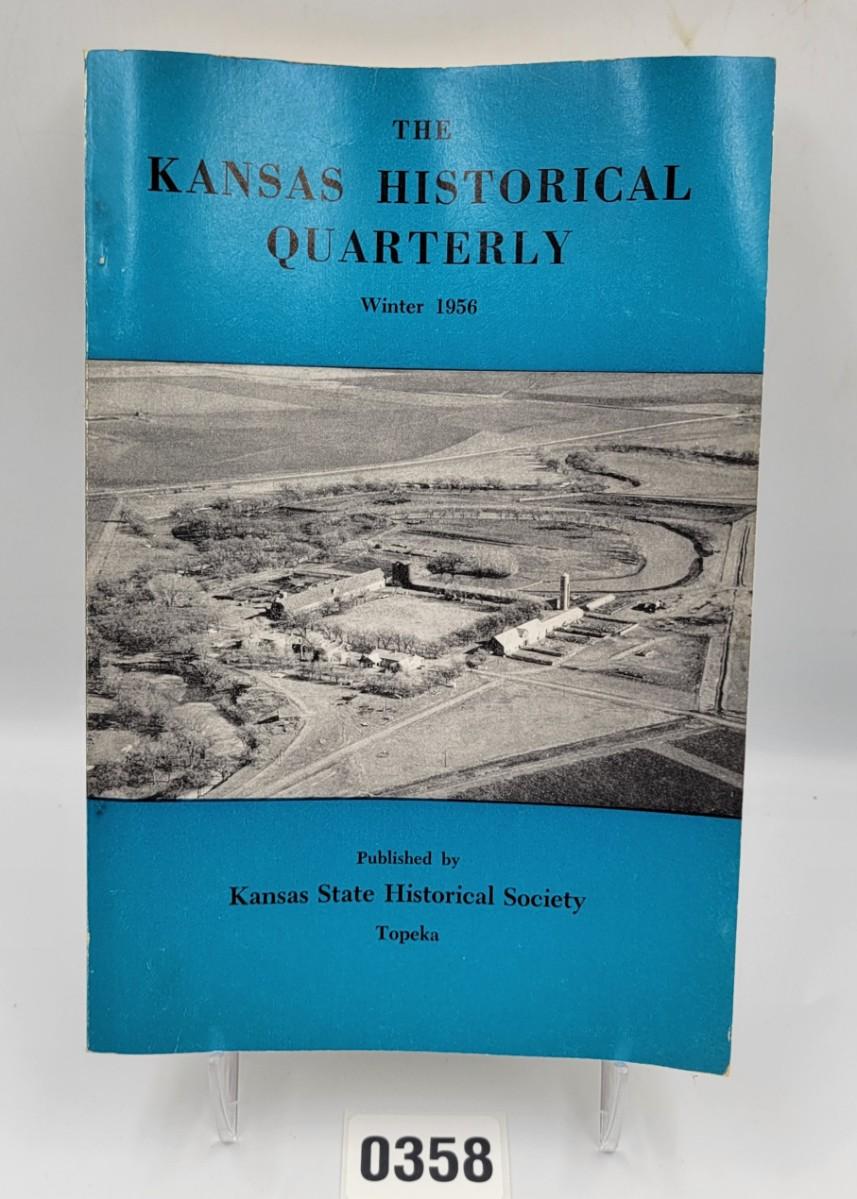 THE
KANSAS HISTORICAL
QUARTERLY
Winter 1956
Published by
Kansas State Historical Society
Topeka
0358